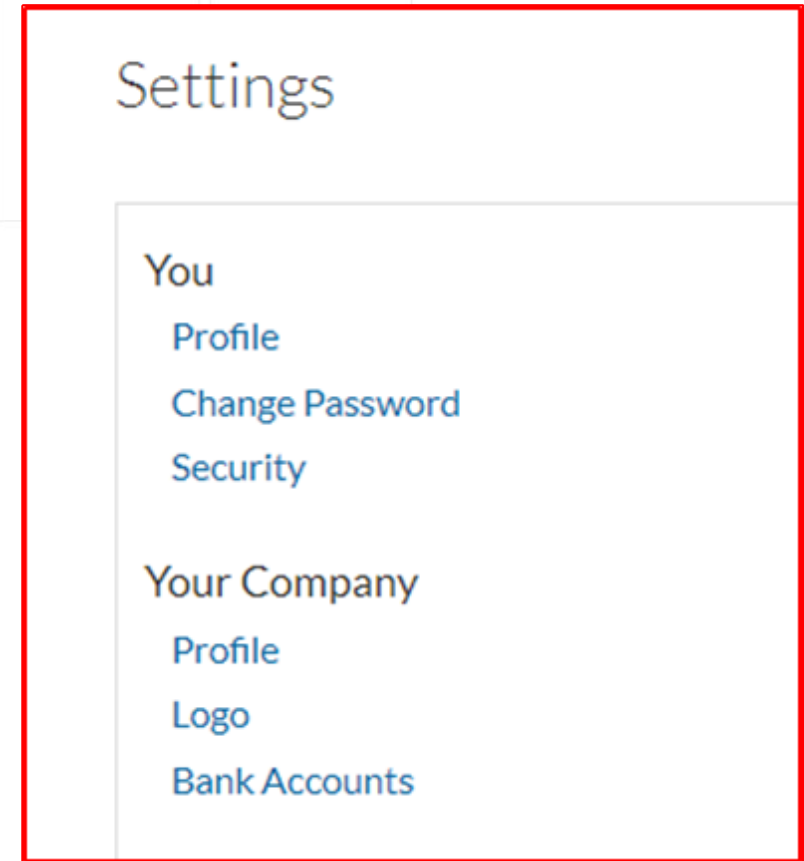 Settings
You
Profile
Change Password
Security
Your Company
Profile
Logo
Bank Accounts